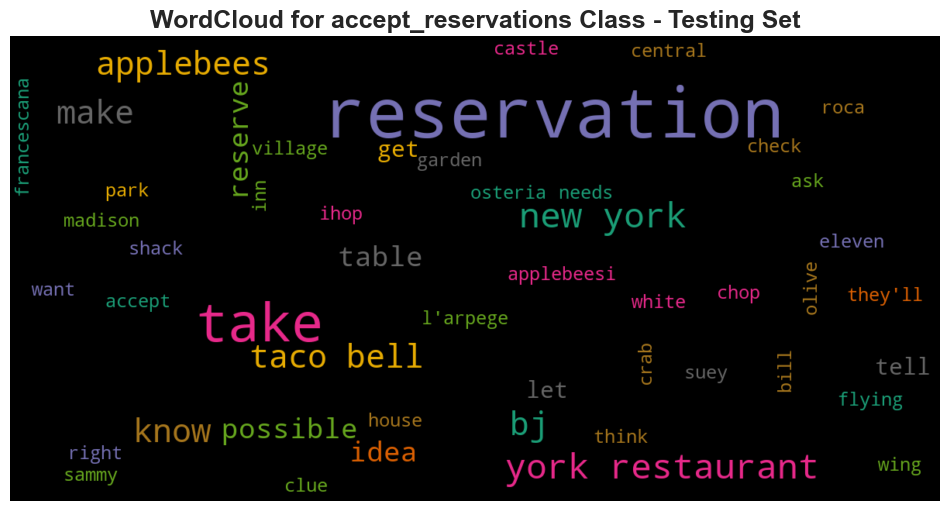 WordCloud for accept_reservations Class - Testing Set
castle
central
applebees
francescana
make
reserve
reservation
roca
village
get
garden
check
park
inn
osteria needs
ask
madison
ihop
new york
shack
table
eleven
want
accept
applebeesi
white
chop
olive
they'll
take
l'arpege
taco bell
crab
suey
bill
tell
let
flying
know
possible
house
bj
think
right
idea
york restaurant
wing
sammy
clue